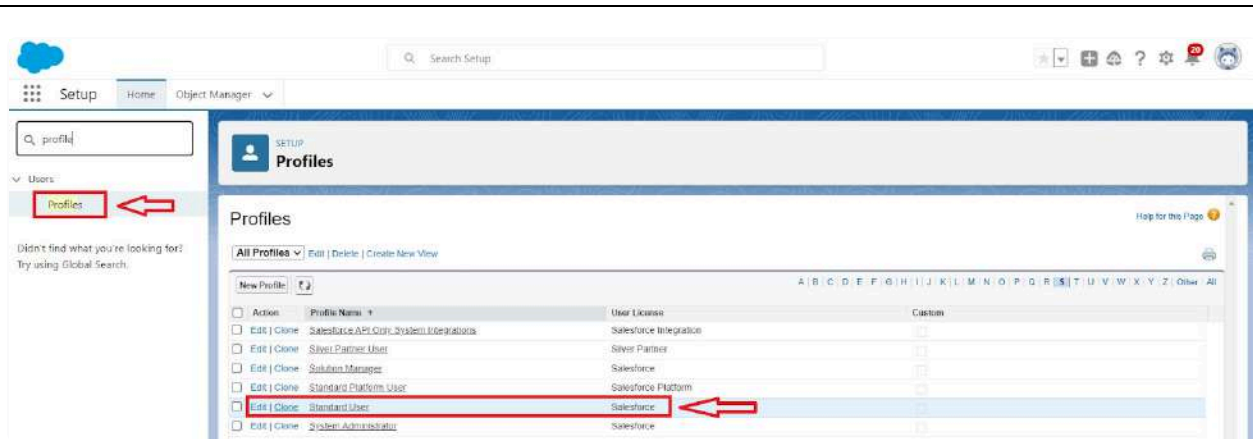 Search Setup
20
Setup Home Object Manager
profile
SETUP
Profiles
Users
Profiles
Didn't find what you're looking for?
Try using Global Search.
Profiles
Help for this Page
All Profiles Edit | Delete | Create New View
New Profile
A | B | C | D | E | F | G | H | I | J | K | L | M | N | O | P | Q | R | S | T | U | V | W | X | Y | Z | Other | All
Action Profile Name User License Custom
Edit | Clone Salesforce API Only System Integrations Salesforce Integration
Edit | Clone Silver Partner User Silver Partner
Edit | Clone Solution Manager Salesforce
Edit | Clone Standard Platform User Salesforce Platform
Edit | Clone Standard User Salesforce
Edit | Clone System Administrator Salesforce